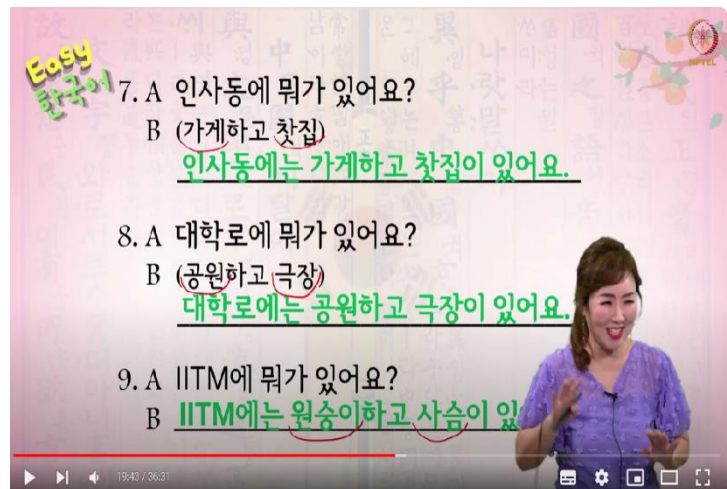 Easy
한국어
NPTEL
7. A 인사동에 뭐가 있어요?
B (가게하고 찻집)
인사동에는 가게하고 찻집이 있어요.
8. A 대학로에 뭐가 있어요?
B (공원하고 극장)
대학로에는 공원하고 극장이 있어요.
9. A IITM에 뭐가 있어요?
B IITM에는 원숭이하고 사슴이 있
19:43 / 36:31